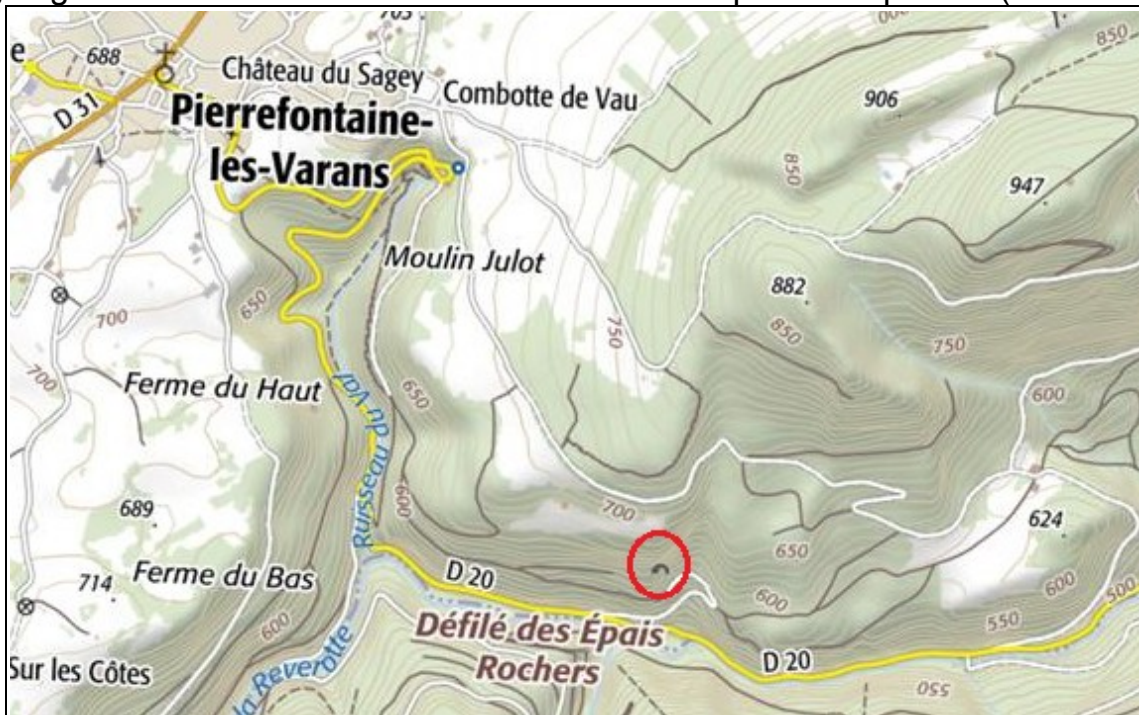 703
e
688
Château du Sagey
Combotte de Vau
850
906
D 31
Pierrefontaine-
les-Varans
850
947
Moulin Julot
882
650
700
750
850
750
700
Ferme du Haut
650
600
Ruisseau du Val
600
700
689
624
650
714
Ferme du Bas
D 20
600
600
500
600
Défilé des Épais
Rochers
550
Sur les Côtes
la Reverotte
D 20
550